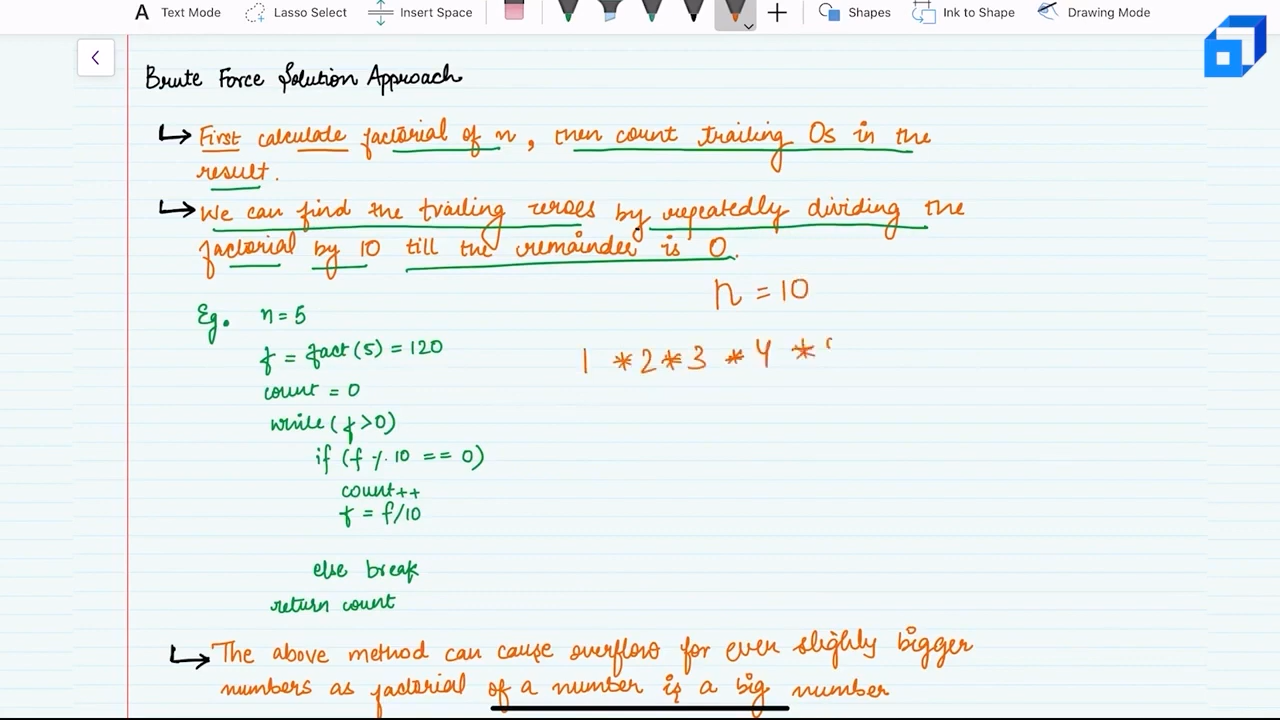 A Text Mode Lasso Select Insert Space Shapes Ink to Shape Drawing Mode
Brute Force Solution Approach
First calculate factorial of n, then count trailing 0s in the
result.
We can find the trailing zeroes by repeatedly dividing the
factorial by 10 till the remainder is 0.
n = 10
Eg. n = 5
f = fact(5) = 120
1 * 2 * 3 * 4 *
count = 0
while (f > 0)
if (f % 10 == 0)
count++
f = f/10
else break
return count
The above method can cause overflow for even slightly bigger
numbers as factorial of a number is a big number